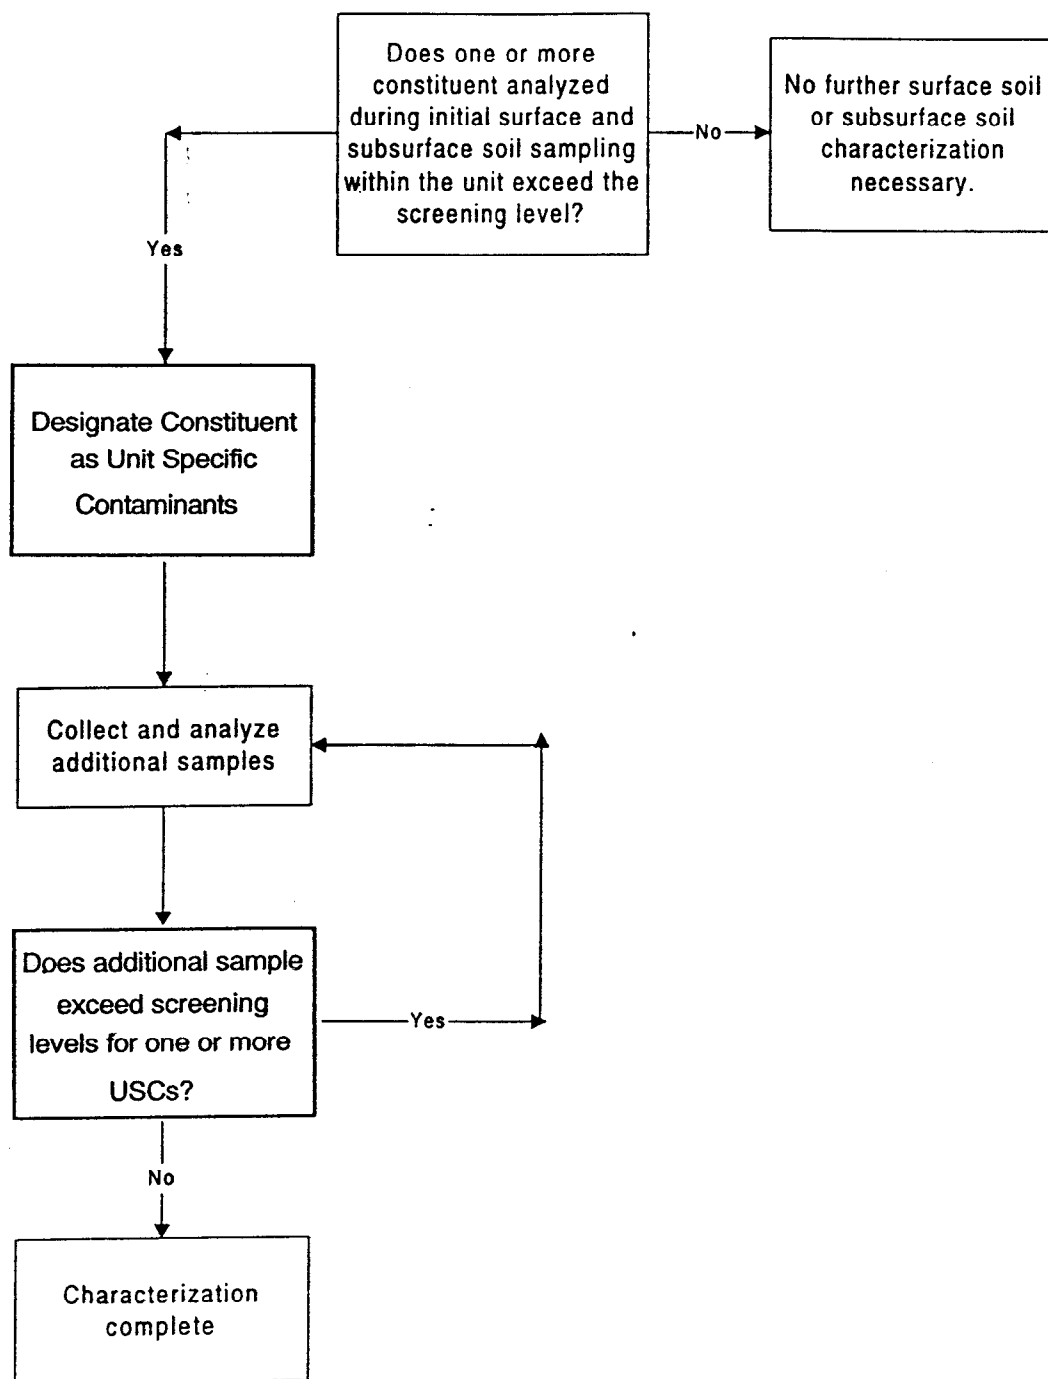 Does one or more
constituent analyzed
during initial surface and
subsurface soil sampling
within the unit exceed the
screening level?
No
No further surface soil
or subsurface soil
characterization
necessary.
Yes
Designate Constituent
as Unit Specific
Contaminants
Collect and analyze
additional samples
Does additional sample
exceed screening
levels for one or more
USCs?
Yes
No
Characterization
complete